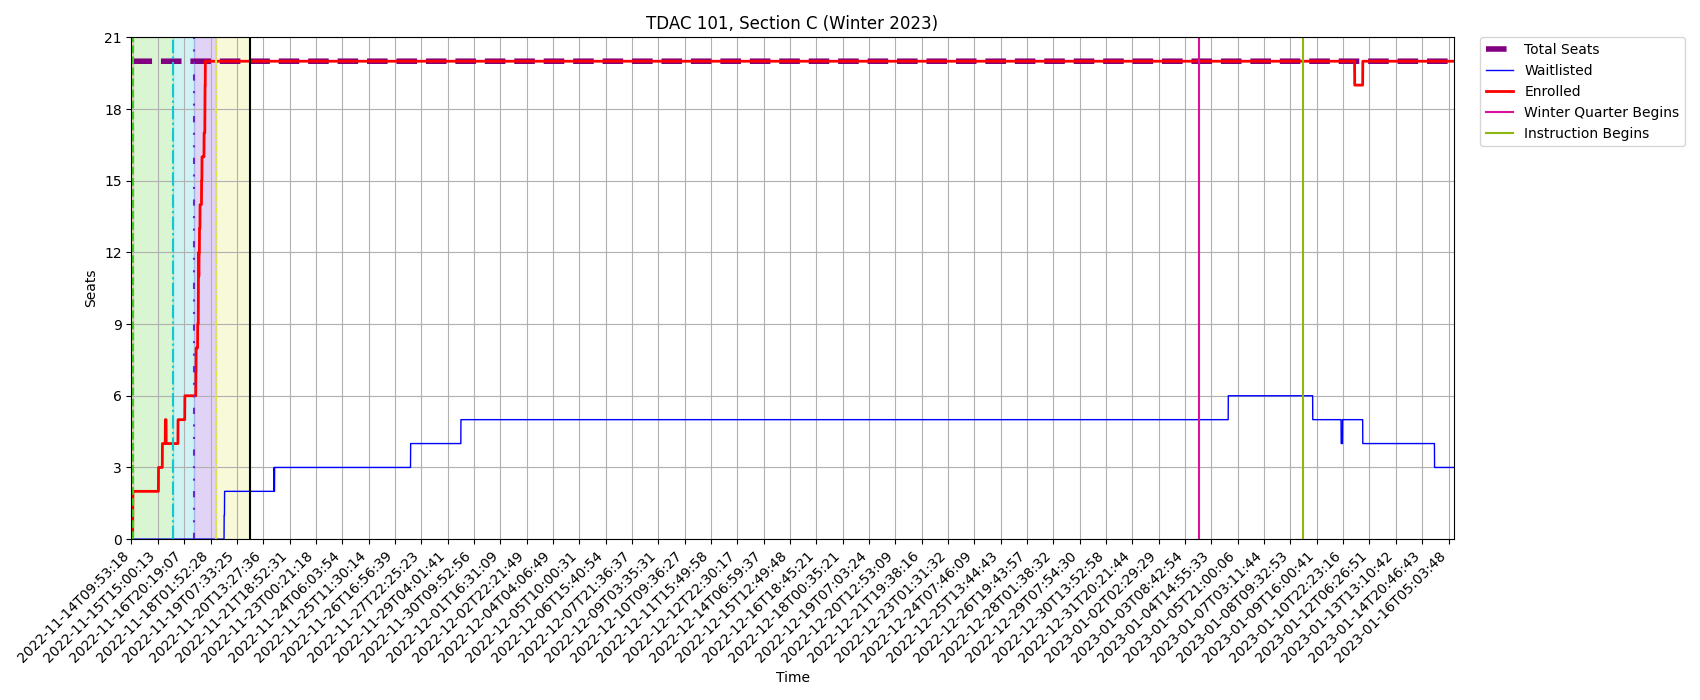 TDAC 101, Section C (Winter 2023)
21
18
15
12
9
6
3
0
Seats
Total Seats
Waitlisted
Enrolled
Winter Quarter Begins
Instruction Begins
2022-11-14T09:53:18
2022-11-15T15:00:13
2022-11-16T20:19:07
2022-11-18T01:52:28
2022-11-19T07:33:25
2022-11-20T13:27:36
2022-11-21T18:52:31
2022-11-23T00:21:18
2022-11-24T06:03:54
2022-11-25T11:30:14
2022-11-26T16:56:39
2022-11-27T22:25:23
2022-11-29T04:01:41
2022-11-30T09:52:56
2022-12-01T16:31:09
2022-12-02T22:21:49
2022-12-04T04:06:49
2022-12-05T10:00:31
2022-12-06T15:40:54
2022-12-07T21:36:37
2022-12-09T03:35:31
2022-12-10T09:36:27
2022-12-11T15:49:58
2022-12-12T22:30:17
2022-12-14T06:59:37
2022-12-15T12:49:48
2022-12-16T18:45:21
2022-12-18T00:35:21
2022-12-19T07:03:24
2022-12-20T12:53:09
2022-12-21T19:38:16
2022-12-23T01:31:32
2022-12-24T07:46:09
2022-12-25T13:44:43
2022-12-26T19:43:57
2022-12-28T01:38:32
2022-12-29T07:54:30
2022-12-30T13:52:58
2022-12-31T20:21:44
2023-01-02T02:29:29
2023-01-03T08:42:54
2023-01-04T14:55:33
2023-01-05T21:00:06
2023-01-07T03:11:44
2023-01-08T09:32:53
2023-01-09T16:00:41
2023-01-10T22:23:16
2023-01-12T06:26:51
2023-01-13T13:10:42
2023-01-14T20:46:43
2023-01-16T05:03:48
Time